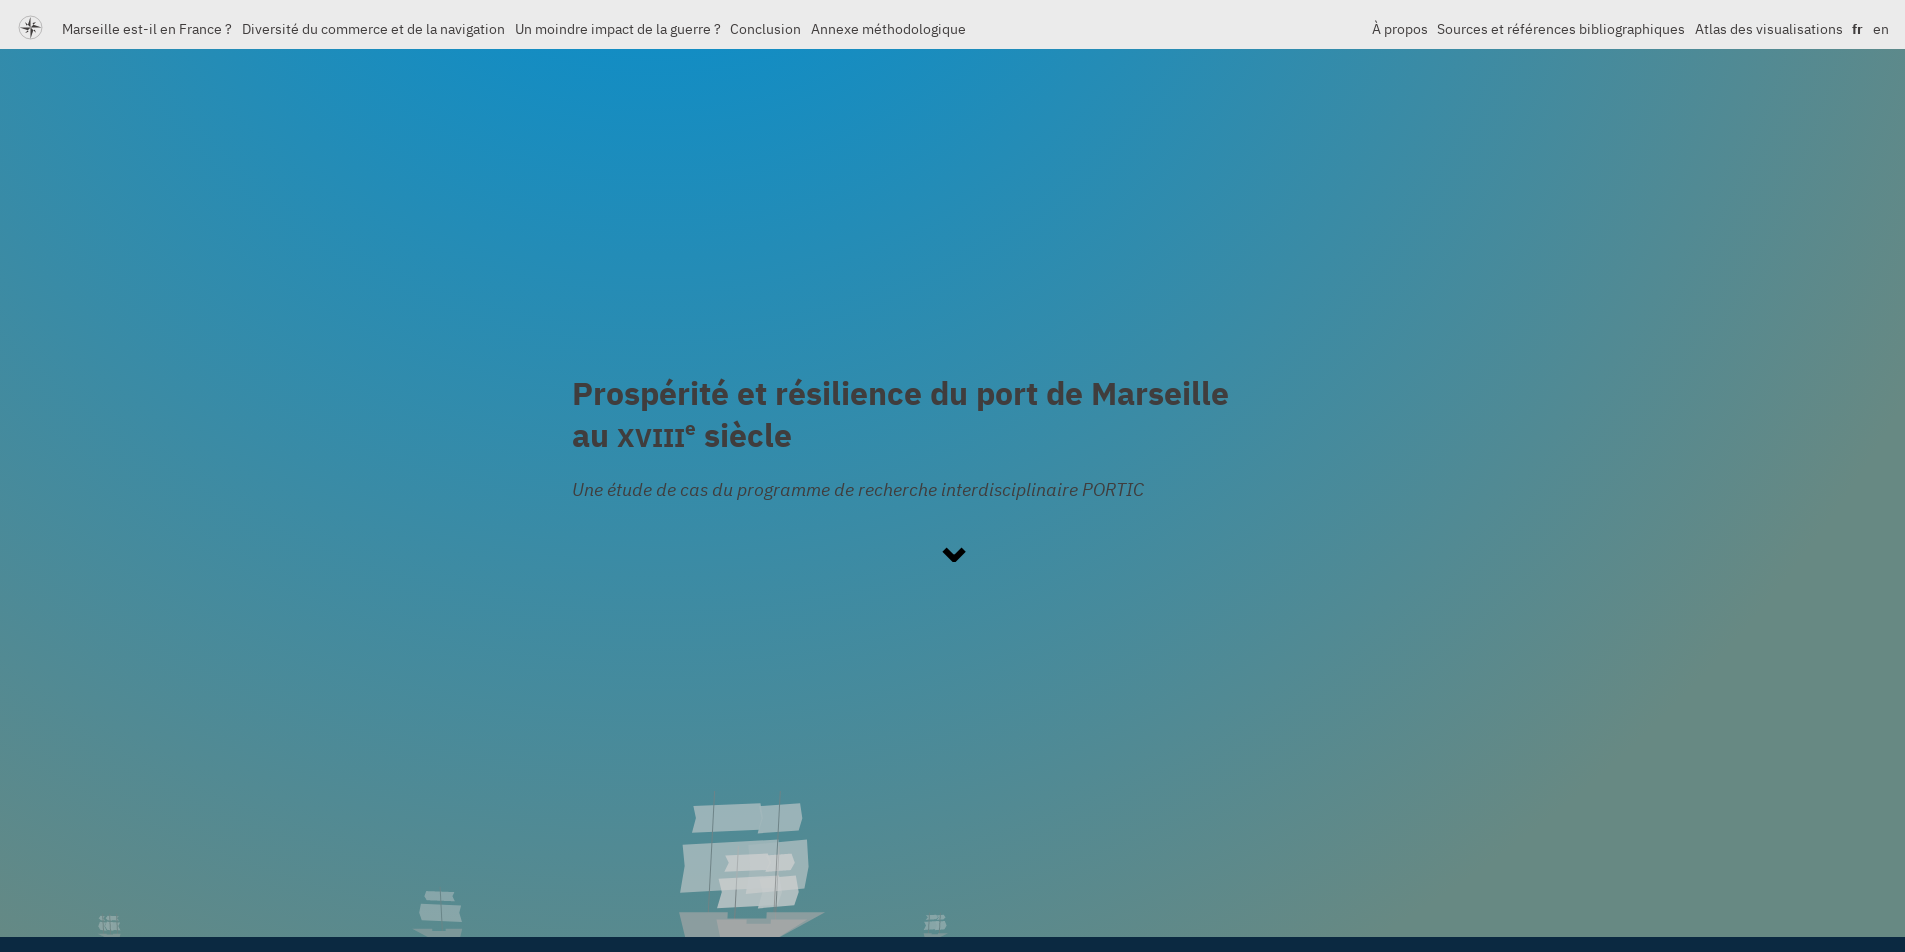 Marseille est-il en France ? Diversité du commerce et de la navigation Un moindre impact de la guerre ? Conclusion Annexe méthodologique À propos Sources et références bibliographiques Atlas des visualisations fr en
Prospérité et résilience du port de Marseille
au XVIIIe siècle
Une étude de cas du programme de recherche interdisciplinaire PORTIC